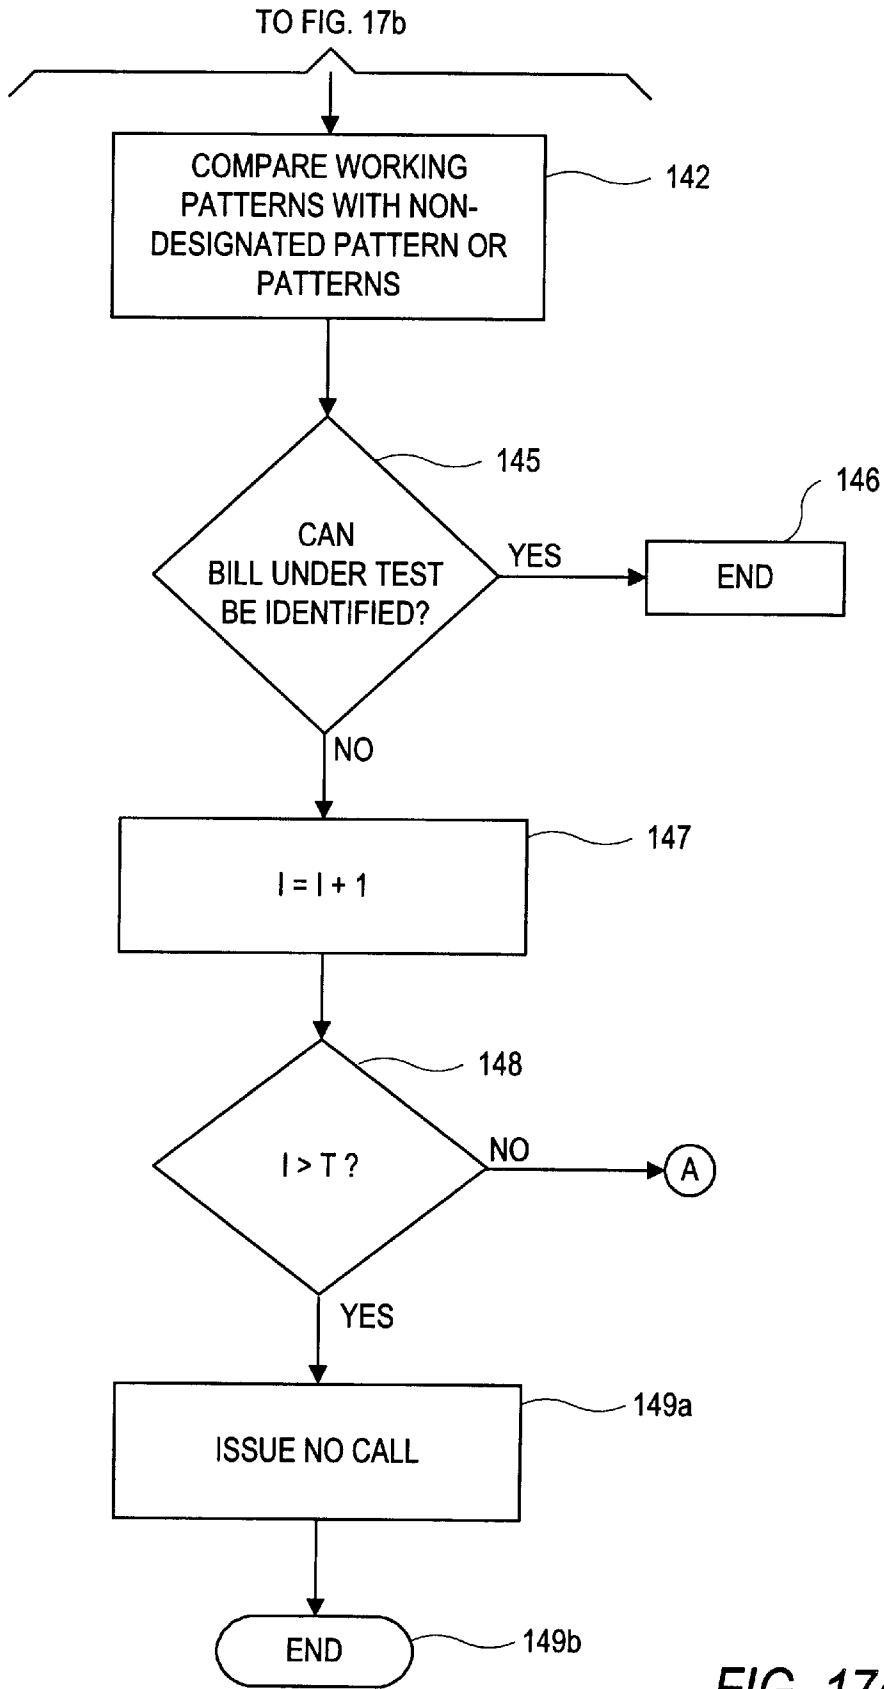 TO FIG. 17b
COMPARE WORKING
PATTERNS WITH NON-
DESIGNATED PATTERN OR
PATTERNS
142
145
CAN
BILL UNDER TEST
BE IDENTIFIED?
YES
146
END
NO
147
I = I + 1
148
I > T ?
NO
A
YES
149a
ISSUE NO CALL
END
149b
FIG.